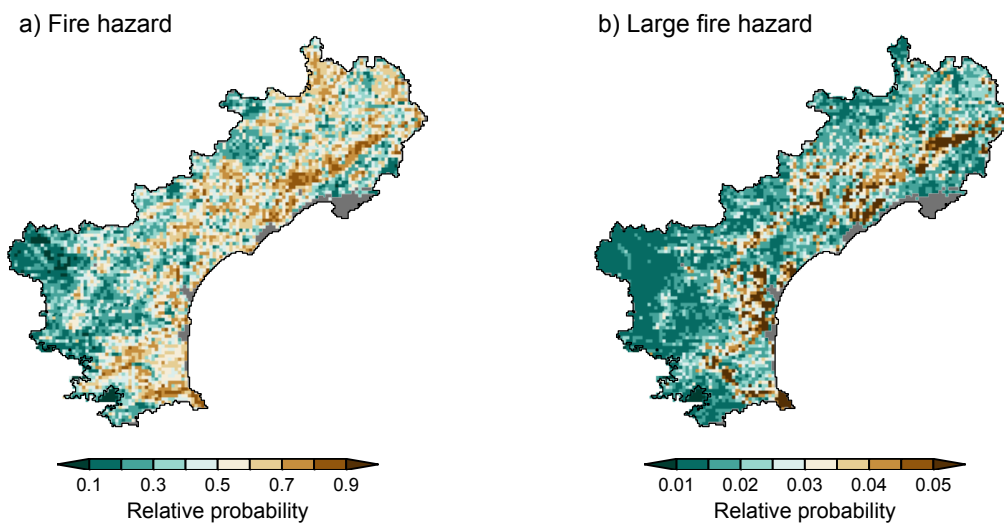 a) Fire hazard
b) Large fire hazard
0.1 0.3 0.5 0.7 0.9
Relative probability
0.01 0.02 0.03 0.04 0.05
Relative probability